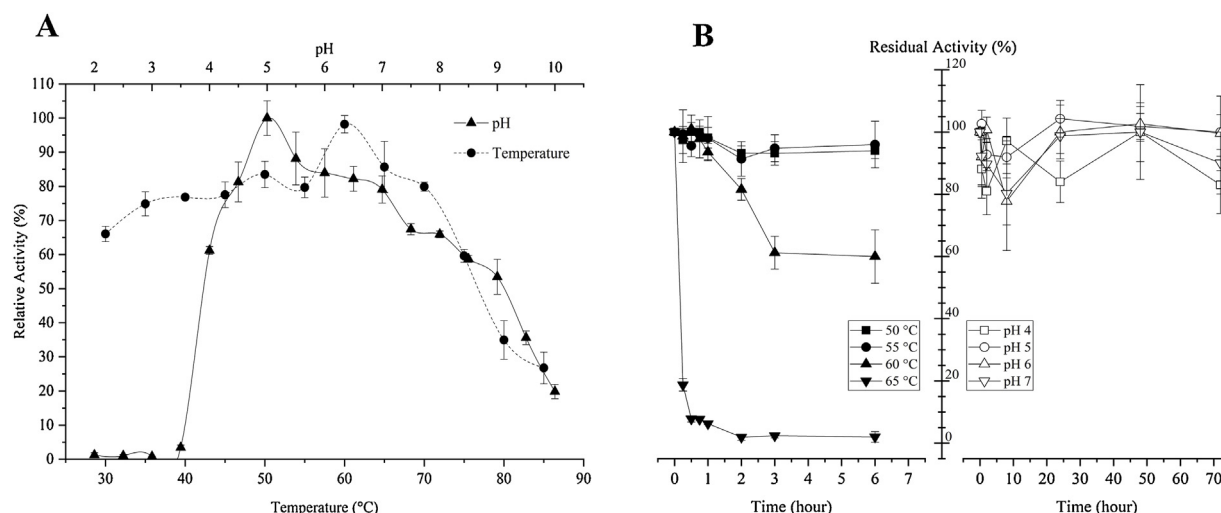 A
pH
2 3 4 5 6 7 8 9 10
110
100
90
80
70
60
50
40
30
20
10
0
Relative Activity (%)
pH
Temperature
30 40 50 60 70 80 90
Temperature (°C)
B
Residual Activity (%)
120
100
80
60
40
20
0
50 °C
55 °C
60 °C
65 °C
pH 4
pH 5
pH 6
pH 7
0 1 2 3 4 5 6 7
0 10 20 30 40 50 60 70
Time (hour)
Time (hour)